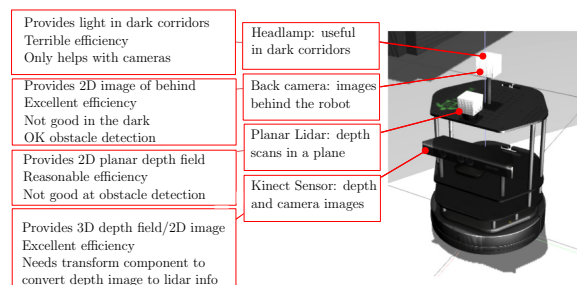 Provides light in dark corridors
Terrible efficiency
Only helps with cameras
Headlamp: useful
in dark corridors
Provides 2D image of behind
Excellent efficiency
Not good in the dark
OK obstacle detection
Back camera: images
behind the robot
Provides 2D planar depth field
Reasonable efficiency
Not good at obstacle detection
Planar Lidar: depth
scans in a plane
Provides 3D depth field/2D image
Excellent efficiency
Needs transform component to
convert depth image to lidar info
Kinect Sensor: depth
and camera images